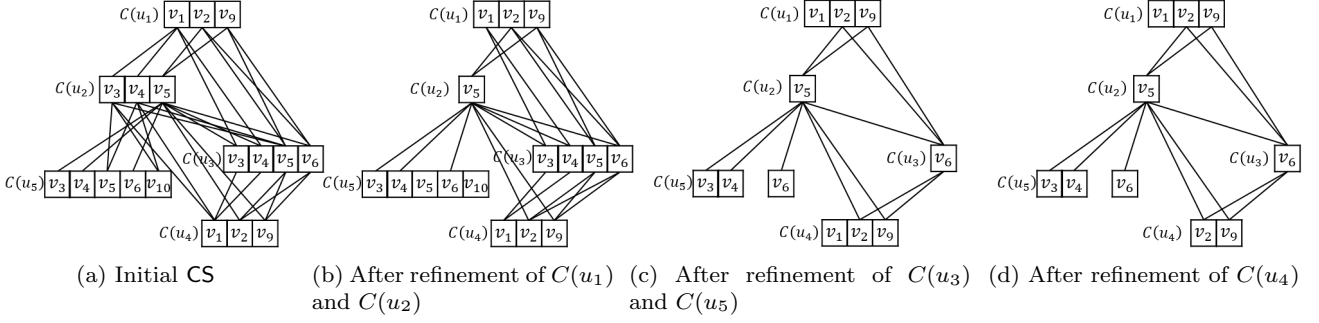 C(u₁) v₁ v₂ v₉
C(u₂) v₃ v₄ v₅
C(u₃) v₃ v₄ v₅ v₆
C(u₅) v₃ v₄ v₅ v₆ v₁₀
C(u₄) v₁ v₂ v₉
(a) Initial CS
C(u₁) v₁ v₂ v₉
C(u₂) v₅
C(u₃) v₃ v₄ v₅ v₆
C(u₅) v₃ v₄ v₅ v₆ v₁₀
C(u₄) v₁ v₂ v₉
(b) After refinement of C(u₁)
and C(u₂)
C(u₁) v₁ v₂ v₉
C(u₂) v₅
C(u₃) v₆
C(u₅) v₃ v₄ v₆
C(u₄) v₁ v₂ v₉
(c) After refinement of C(u₃)
and C(u₅)
C(u₁) v₁ v₂ v₉
C(u₂) v₅
C(u₃) v₆
C(u₅) v₃ v₄ v₆
C(u₄) v₂ v₉
(d) After refinement of C(u₄)